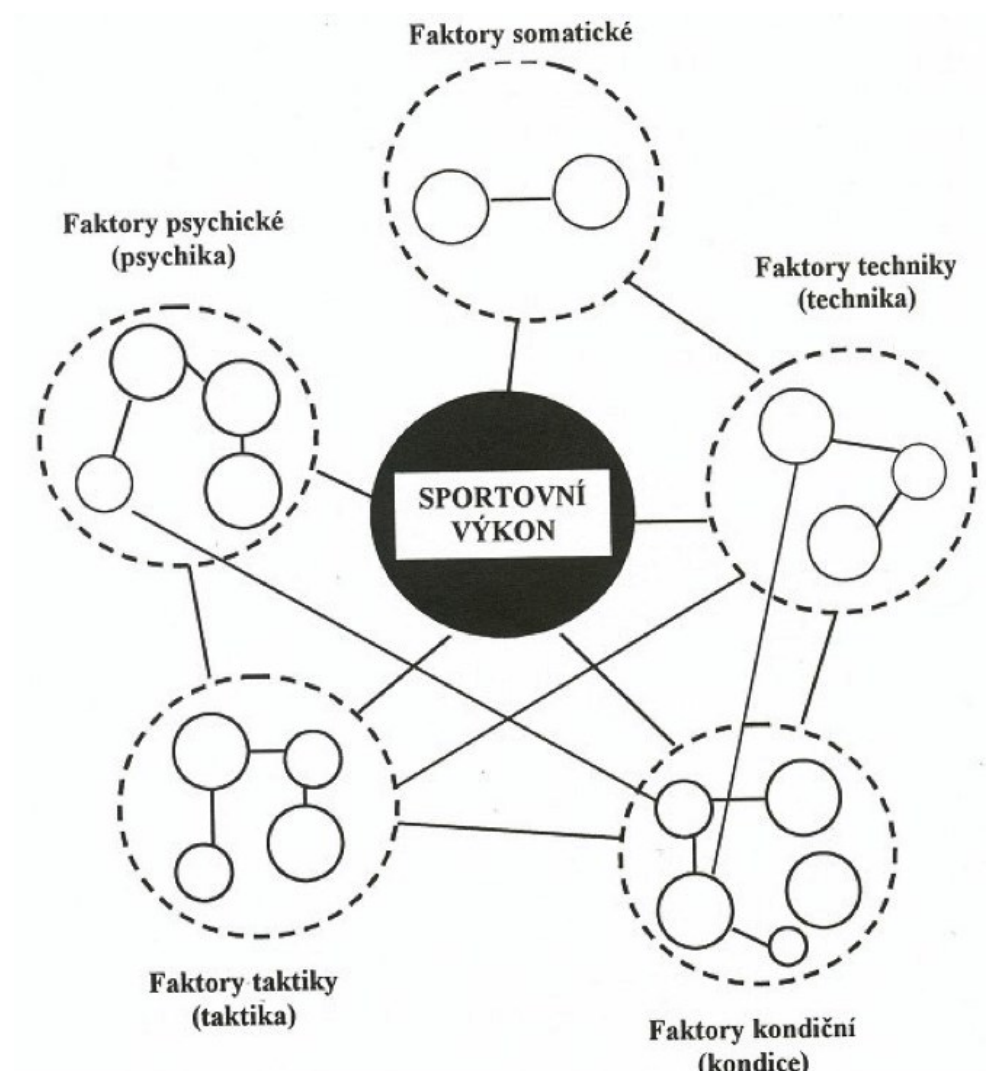 Faktory somatické
Faktory psychické
(psychika)
Faktory techniky
(technika)
SPORTOVNÍ
VÝKON
Faktory taktiky
(taktika)
Faktory kondiční
(kondice)